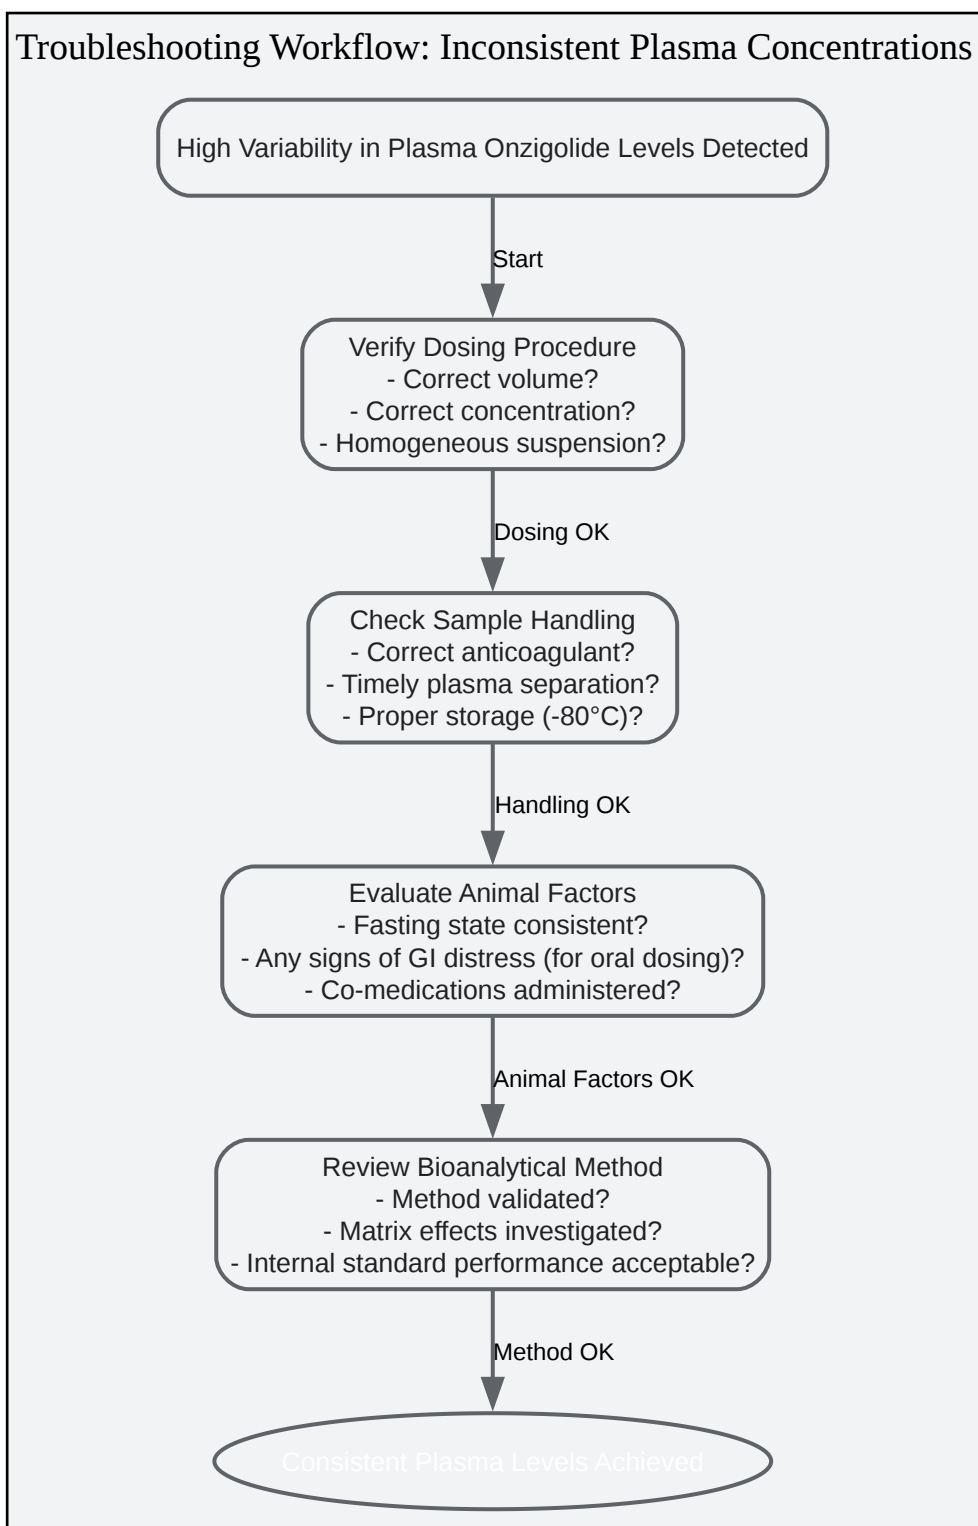 Troubleshooting Workflow: Inconsistent Plasma Concentrations
High Variability in Plasma Onzigolide Levels Detected
Start
Verify Dosing Procedure
- Correct volume?
- Correct concentration?
- Homogeneous suspension?
Dosing OK
Check Sample Handling
- Correct anticoagulant?
- Timely plasma separation?
- Proper storage (-80°C)?
Handling OK
Evaluate Animal Factors
- Fasting state consistent?
- Any signs of GI distress (for oral dosing)?
- Co-medications administered?
Animal Factors OK
Review Bioanalytical Method
- Method validated?
- Matrix effects investigated?
- Internal standard performance acceptable?
Method OK
Consistent Plasma Levels Achieved